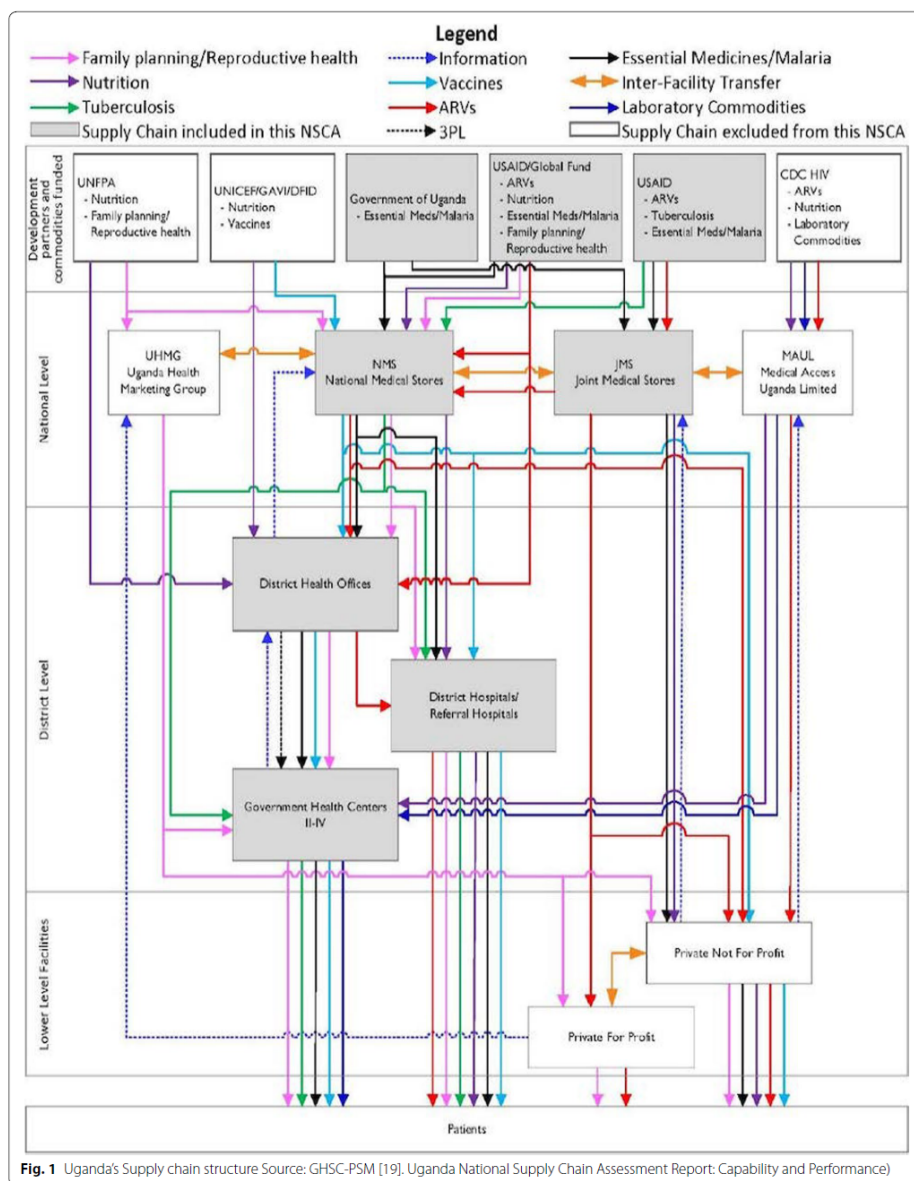 Legend
Family planning/Reproductive health
Information
Essential Medicines/Malaria
Nutrition
Vaccines
Inter-Facility Transfer
Tuberculosis
ARVs
Laboratory Commodities
Supply Chain included in this NSCA
3PL
Supply Chain excluded from this NSCA
Development
partners and
commodities funded
UNFPA
- Nutrition
- Family planning/
Reproductive health
UNICEF/GAVI/DFID
- Nutrition
- Vaccines
Government of Uganda
- Essential Meds/Malaria
USAID/Global Fund
- ARVs
- Nutrition
- Essential Meds/Malaria
- Family planning/
Reproductive health
USAID
- ARVs
- Tuberculosis
- Essential Meds/Malaria
CDC HIV
- ARVs
- Nutrition
- Laboratory
Commodities
National Level
UHMG
Uganda Health
Marketing Group
NMS
National Medical Stores
JMS
Joint Medical Stores
MAUL
Medical Access
Uganda Limited
District Level
District Health Offices
District Hospitals/
Referral Hospitals
Government Health Centers
II-IV
Lower Level Facilities
Private Not For Profit
Private For Profit
Patients
Fig. 1 Uganda's Supply chain structure Source: GHSC-PSM [19]. Uganda National Supply Chain Assessment Report: Capability and Performance)